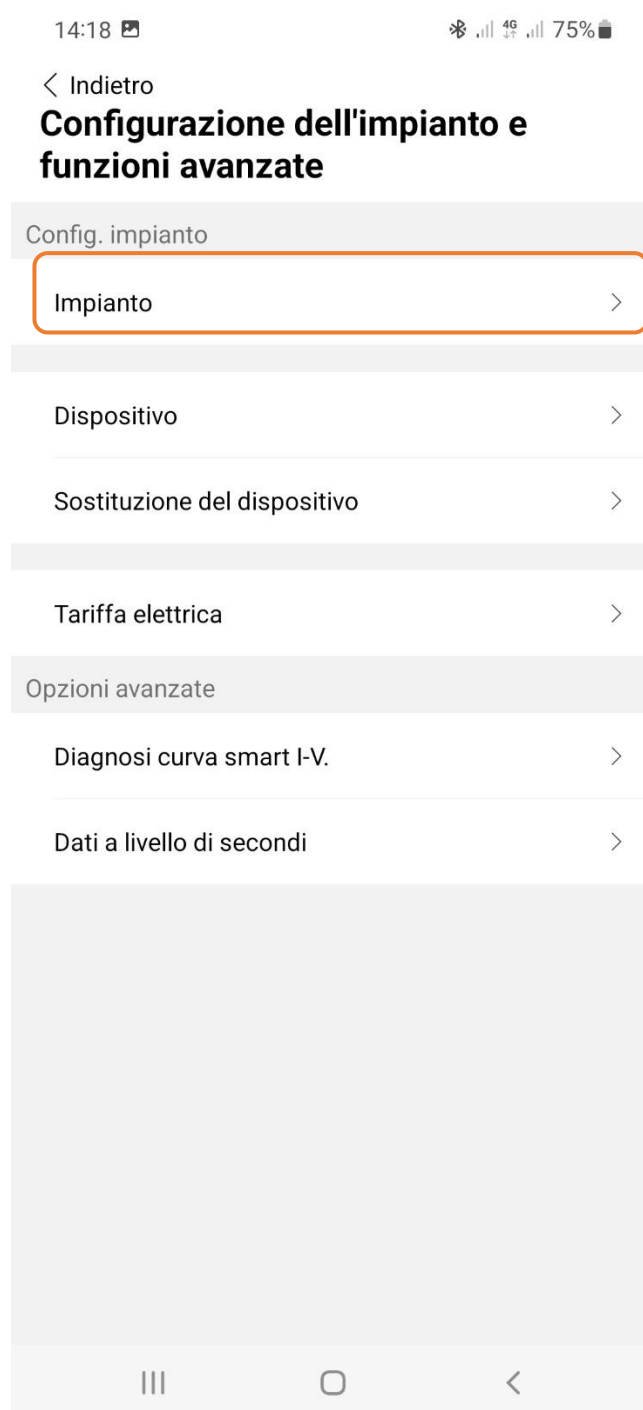 14:18 4G 75%
Indietro
Configurazione dell'impianto e
funzioni avanzate
Config. impianto
Impianto
Dispositivo
Sostituzione del dispositivo
Tariffa elettrica
Opzioni avanzate
Diagnosi curva smart I-V.
Dati a livello di secondi